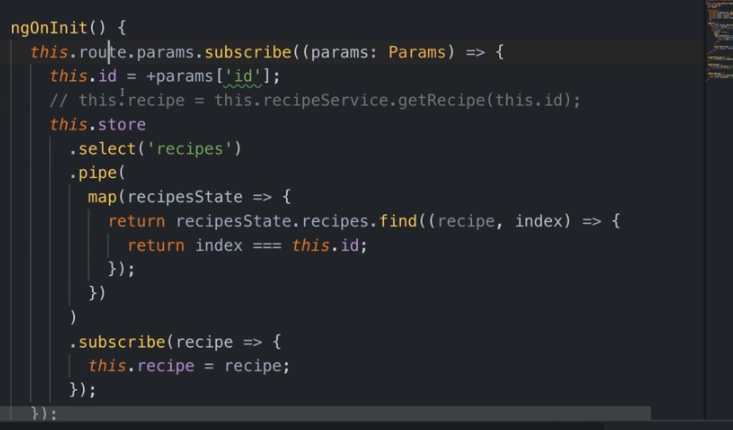 ngOnInit() {
this.route.params.subscribe((params: Params) => {
this.id = +params['id'];
// this.recipe = this.recipeService.getRecipe(this.id);
this.store
.select('recipes')
.pipe(
map(recipesState => {
return recipesState.recipes.find((recipe, index) => {
return index === this.id;
});
})
)
.subscribe(recipe => {
this.recipe = recipe;
});
});